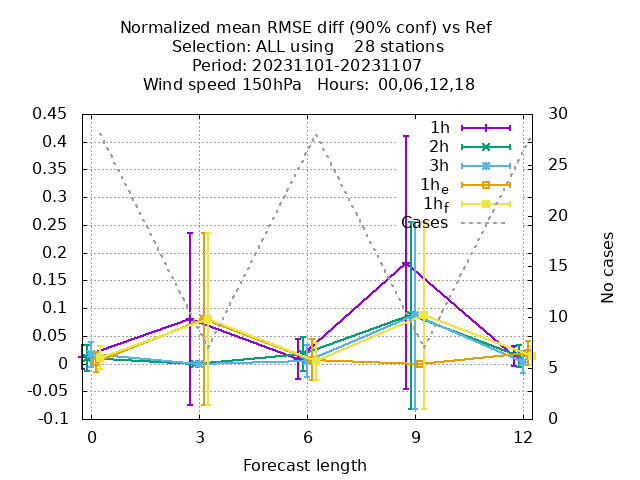 Normalized mean RMSE diff (90% conf) vs Ref
Selection: ALL using    28 stations
Period: 20231101-20231107
Wind speed 150hPa   Hours:  00,06,12,18
0.45
0.4
0.35
0.3
0.25
0.2
0.15
0.1
0.05
0
-0.05
-0.1
30
25
20
15
10
5
0
1h
2h
3h
1he
1hf
Cases
No cases
0 3 6 9 12
Forecast length